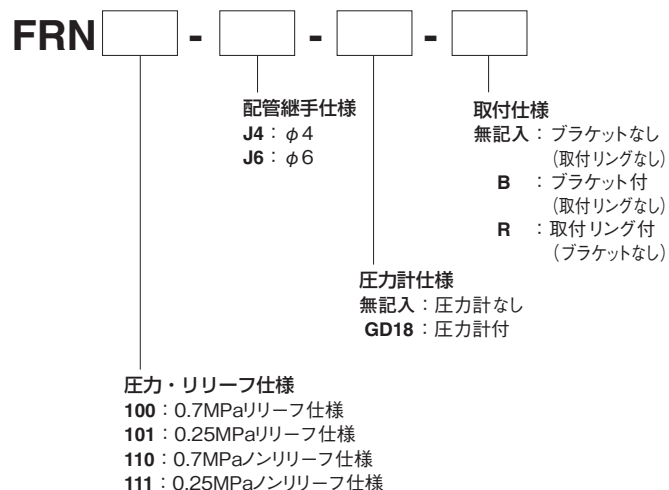 FRN - - -
配管継手仕様
J4：φ4
J6：φ6
取付仕様
無記入：ブラケットなし
（取付リングなし）
B：ブラケット付
（取付リングなし）
R：取付リング付
（ブラケットなし）
圧力計仕様
無記入：圧力計なし
GD18：圧力計付
圧力・リリーフ仕様
100：0.7MPaリリーフ仕様
101：0.25MPaリリーフ仕様
110：0.7MPaノンリリーフ仕様
111：0.25MPaノンリリーフ仕様